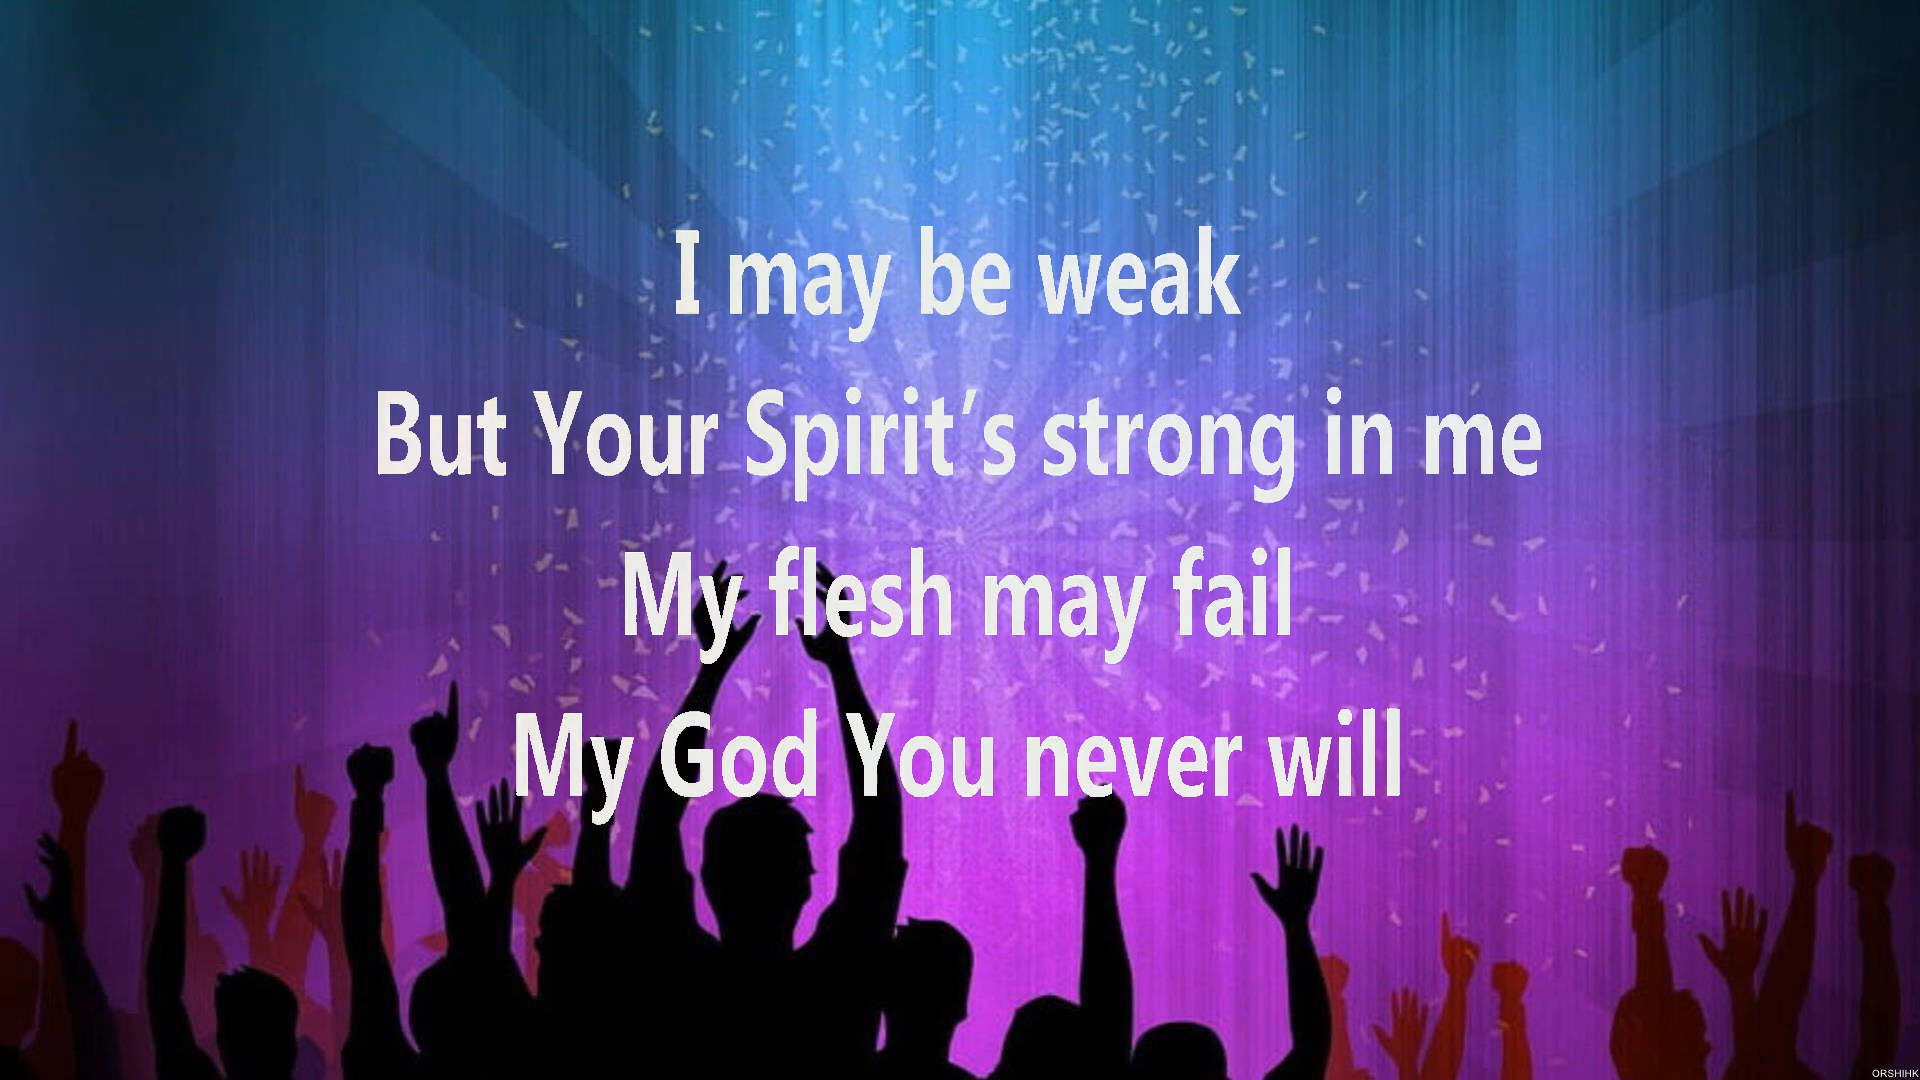 I may be weak
But Your Spirit’s strong in me
My flesh may fail
My God You never will
ORSHIHK